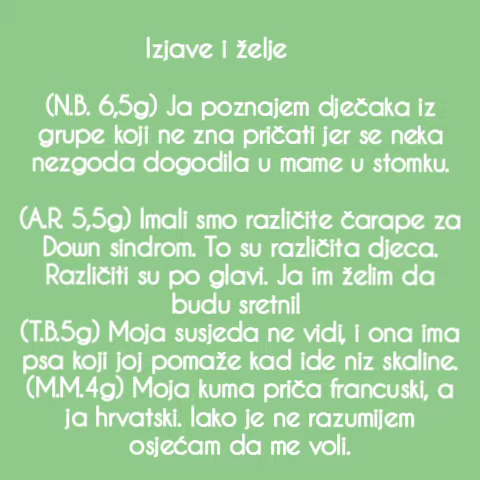 Izjave i želje
(N.B. 6,5g) Ja poznajem dječaka iz
grupe koji ne zna pričati jer se neka
nezgoda dogodila u mame u stomku.
(A.R. 5,5g) Imali smo različite čarape za
Down sindrom. To su različita djeca.
Različiti su po glavi. Ja im želim da
budu sretni!
(T.B.5g) Moja susjeda ne vidi, i ona ima
psa koji joj pomaže kad ide niz skaline.
(M.M.4g) Moja kuma priča francuski, a
ja hrvatski. Iako je ne razumijem
osjećam da me voli.